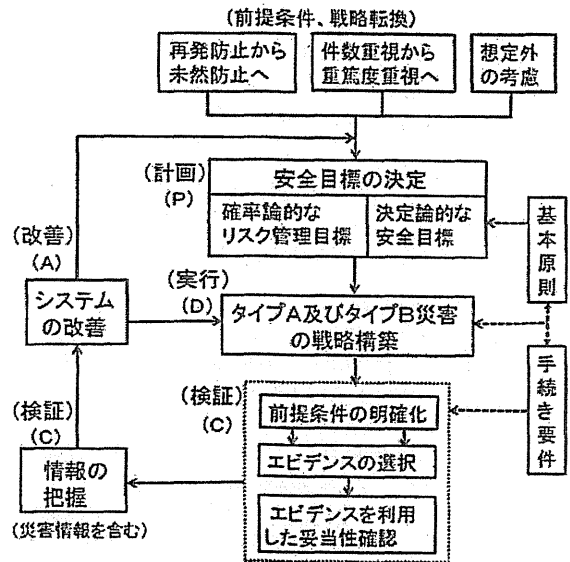 (前提条件、戦略転換)
再発防止から
未然防止へ
件数重視から
重篤度重視へ
想定外
の考慮
(計画)
(P)
安全目標の決定
確率論的な
リスク管理目標
決定論的な
安全目標
基本原則
(改善)
(A)
システム
の改善
(実行)
(D)
タイプA及びタイプB災害
の戦略構築
手続き要件
(検証)
(C)
前提条件の明確化
エビデンスの選択
エビデンスを利用
した妥当性確認
(検証)
(C)
情報の
把握
(災害情報を含む)